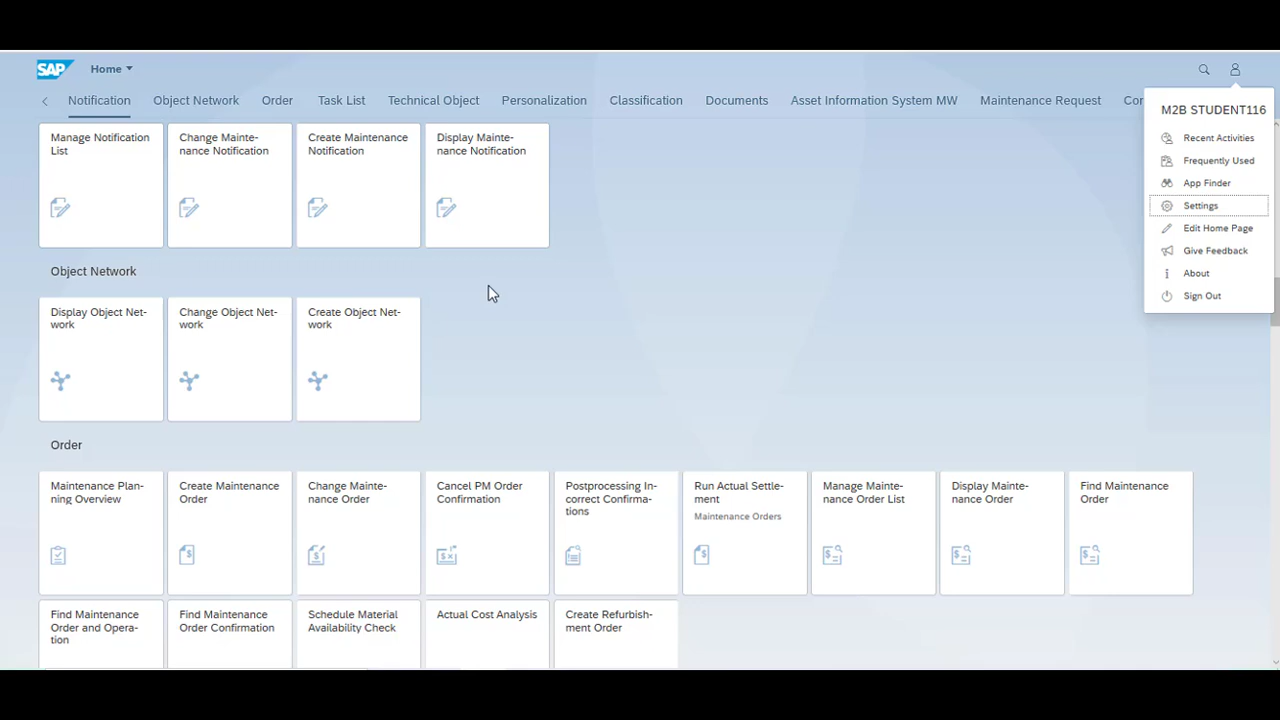 SAP Home
Notification Object Network Order Task List Technical Object Personalization Classification Documents Asset Information System MW Maintenance Request Con
M2B STUDENT116
Recent Activities
Frequently Used
App Finder
Settings
Edit Home Page
Give Feedback
About
Sign Out
Manage Notification
List
Change Mainte-
nance Notification
Create Maintenance
Notification
Display Mainte-
nance Notification
Object Network
Display Object Net-
work
Change Object Net-
work
Create Object Net-
work
Order
Maintenance Plan-
ning Overview
Create Maintenance
Order
Change Mainte-
nance Order
Cancel PM Order
Confirmation
Postprocessing In-
correct Confirma-
tions
Run Actual Settle-
ment
Maintenance Orders
Manage Mainte-
nance Order List
Display Mainte-
nance Order
Find Maintenance
Order
Find Maintenance
Order and Opera-
tion
Find Maintenance
Order Confirmation
Schedule Material
Availability Check
Actual Cost Analysis
Create Refurbish-
ment Order